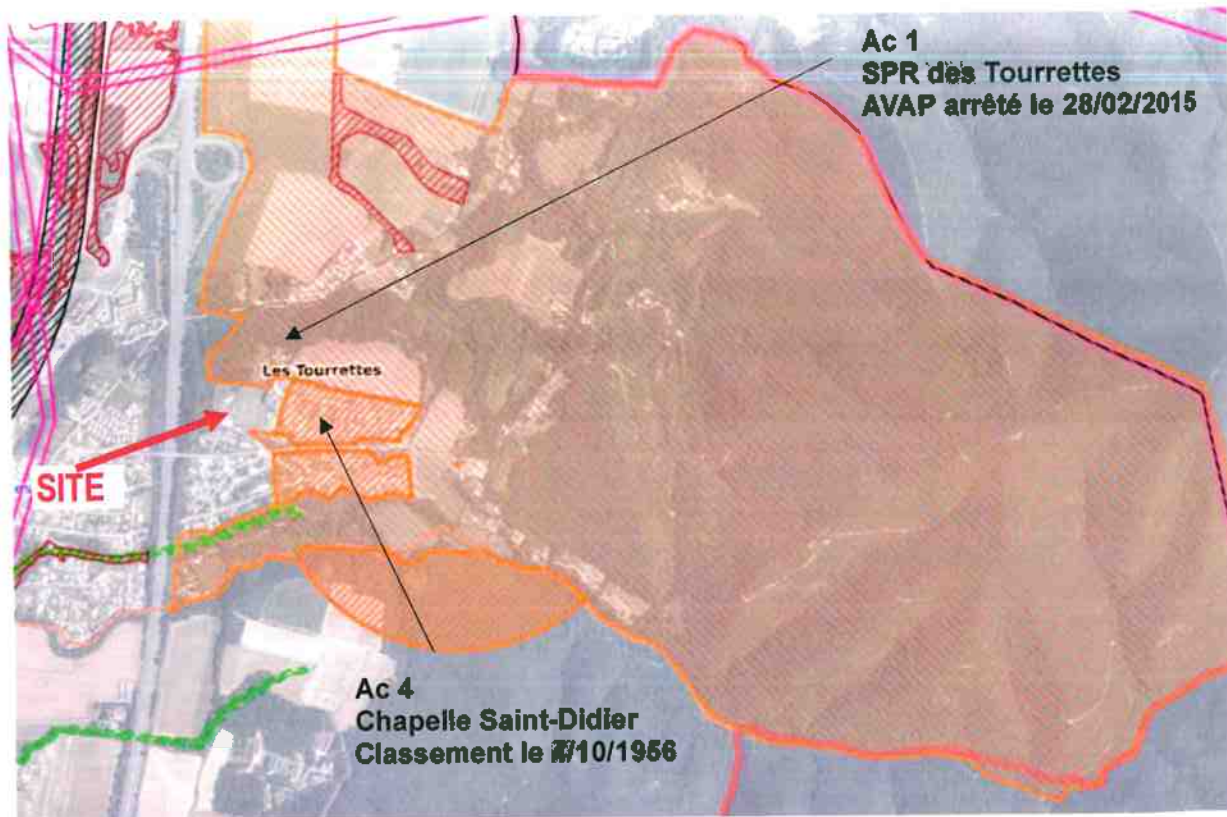 Ac 1
SPR des Tourrettes
AVAP arrêté le 28/02/2015
Les Tourrettes
SITE
Ac 4
Chapelle Saint-Didier
Classement le